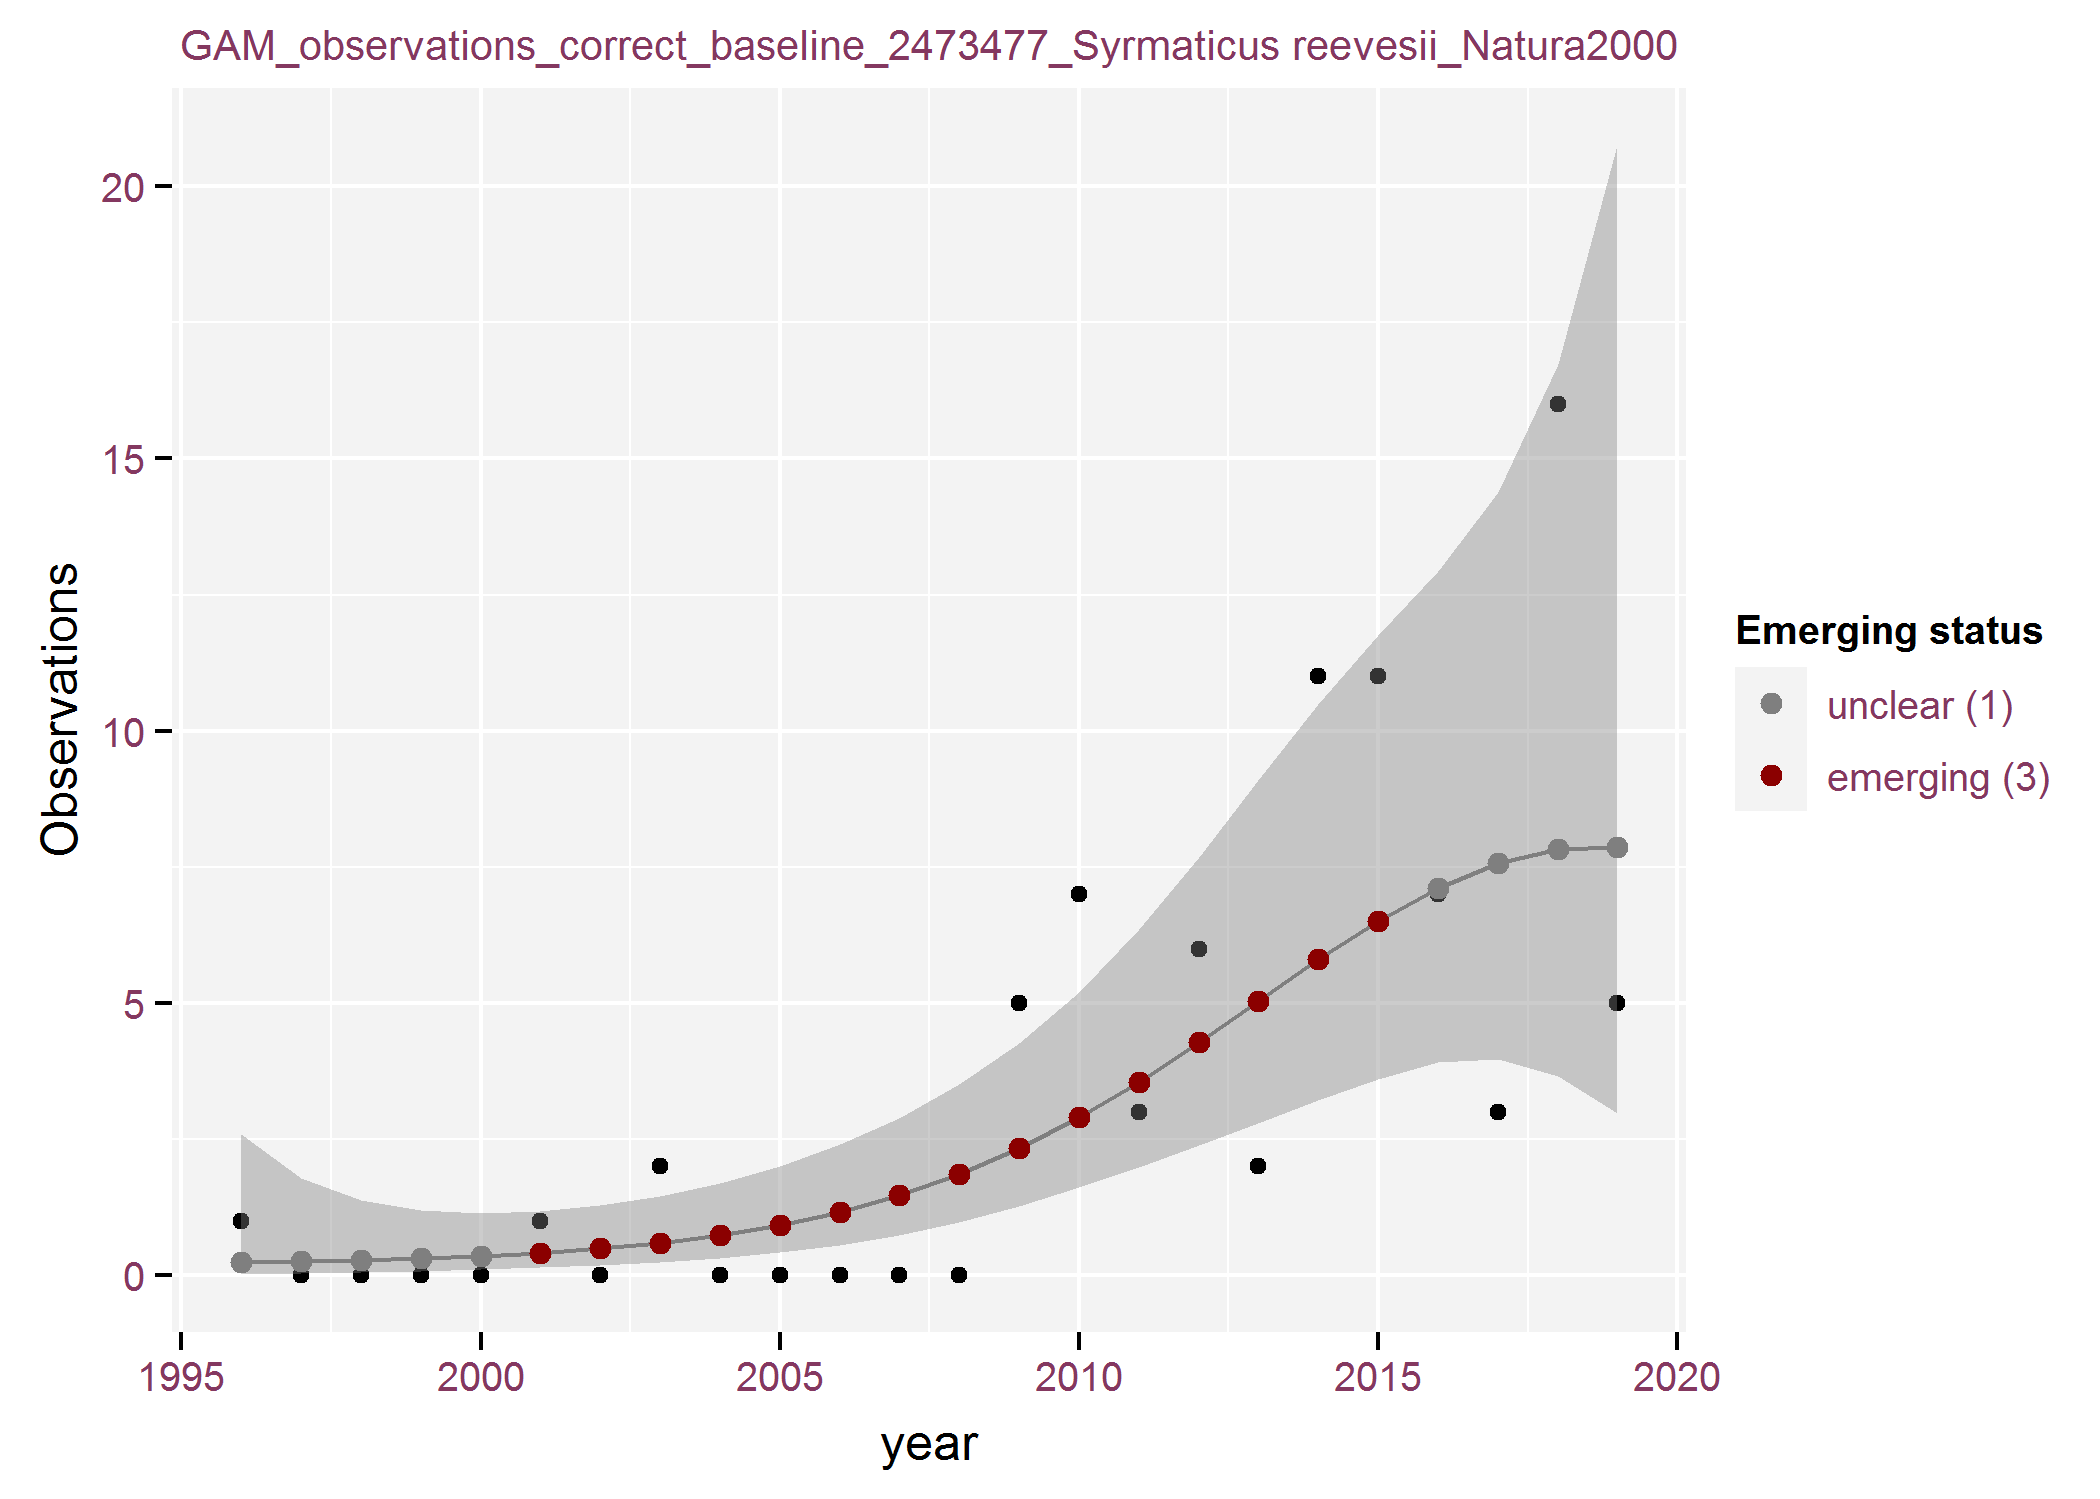 GAM_observations_correct_baseline_2473477_Syrmaticus reevesii_Natura2000
20
15
10
5
0
Observations
1995 2000 2005 2010 2015 2020
year
Emerging status
unclear (1)
emerging (3)